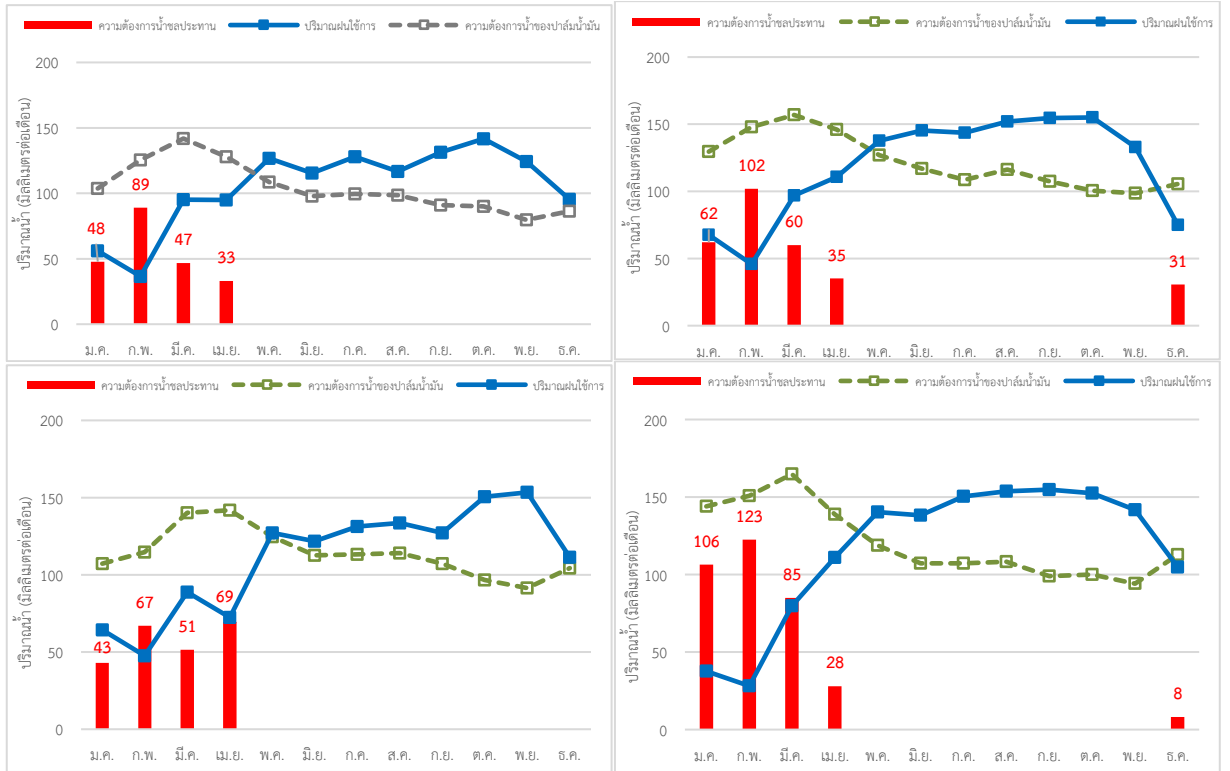 ความต้องการน้ำชลประทาน ปริมาณฝนใช้การ ความต้องการน้ำของปาล์มน้ำมัน
ปริมาณน้ำ (มิลลิเมตรต่อเดือน)
200
150
100
50
0
48 89 47 33
ม.ค. ก.พ. มี.ค. เม.ย. พ.ค. มิ.ย. ก.ค. ส.ค. ก.ย. ต.ค. พ.ย. ธ.ค.
ความต้องการน้ำชลประทาน ความต้องการน้ำของปาล์มน้ำมัน ปริมาณฝนใช้การ
ปริมาณน้ำ (มิลลิเมตรต่อเดือน)
200
150
100
50
0
62 102 60 35 31
ม.ค. ก.พ. มี.ค. เม.ย. พ.ค. มิ.ย. ก.ค. ส.ค. ก.ย. ต.ค. พ.ย. ธ.ค.
ความต้องการน้ำชลประทาน ความต้องการน้ำของปาล์มน้ำมัน ปริมาณฝนใช้การ
ปริมาณน้ำ (มิลลิเมตรต่อเดือน)
200
150
100
50
0
43 67 51 69
ม.ค. ก.พ. มี.ค. เม.ย. พ.ค. มิ.ย. ก.ค. ส.ค. ก.ย. ต.ค. พ.ย. ธ.ค.
ความต้องการน้ำชลประทาน ความต้องการน้ำของปาล์มน้ำมัน ปริมาณฝนใช้การ
ปริมาณน้ำ (มิลลิเมตรต่อเดือน)
200
150
100
50
0
106 123 85 28 8
ม.ค. ก.พ. มี.ค. เม.ย. พ.ค. มิ.ย. ก.ค. ส.ค. ก.ย. ต.ค. พ.ย. ธ.ค.